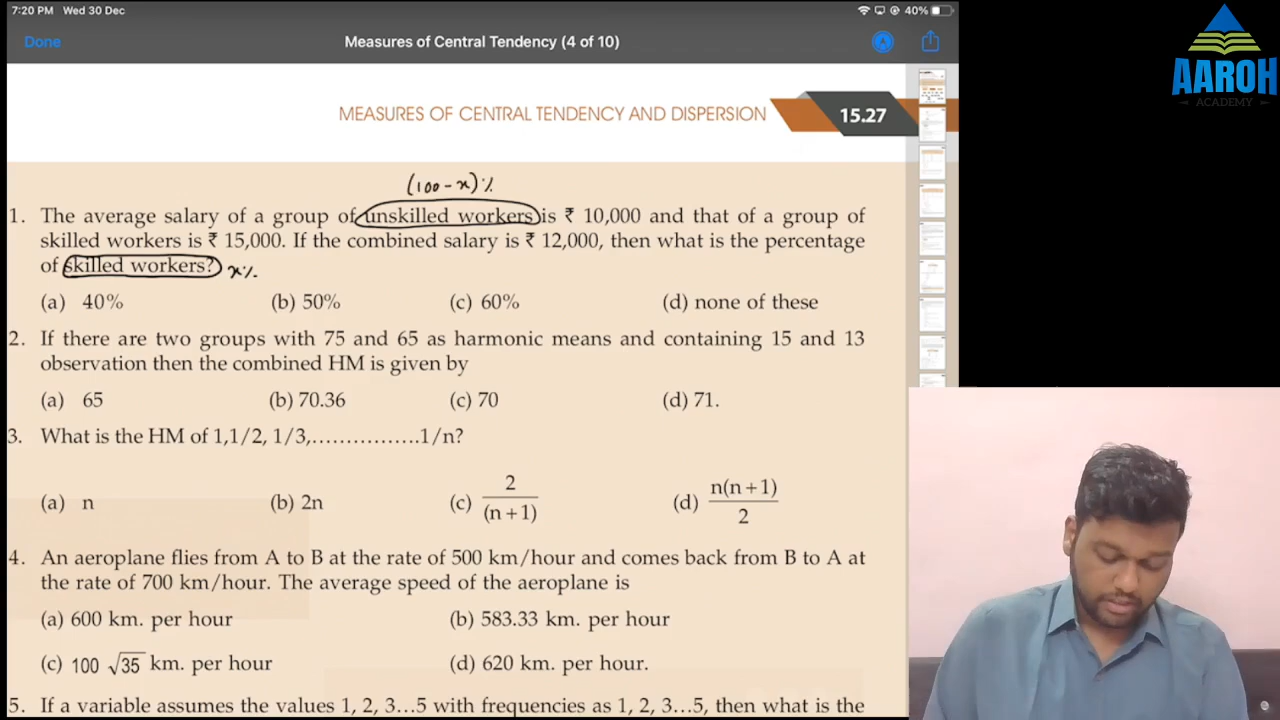 7:20 PM Wed 30 Dec
40%
Done
Measures of Central Tendency (4 of 10)
AAROH
ACADEMY
MEASURES OF CENTRAL TENDENCY AND DISPERSION
15.27
(100 - x) %
1. The average salary of a group of unskilled workers is ₹ 10,000 and that of a group of
skilled workers is ₹ 15,000. If the combined salary is ₹ 12,000, then what is the percentage
of skilled workers? x%
(a) 40% (b) 50% (c) 60% (d) none of these
2. If there are two groups with 75 and 65 as harmonic means and containing 15 and 13
observation then the combined HM is given by
(a) 65 (b) 70.36 (c) 70 (d) 71.
3. What is the HM of 1,1/2, 1/3,................1/n?
(a) n (b) 2n (c) 2/(n+1) (d) n(n+1)/2
4. An aeroplane flies from A to B at the rate of 500 km/hour and comes back from B to A at
the rate of 700 km/hour. The average speed of the aeroplane is
(a) 600 km. per hour (b) 583.33 km. per hour
(c) 100 √35 km. per hour (d) 620 km. per hour.
5. If a variable assumes the values 1, 2, 3...5 with frequencies as 1, 2, 3...5, then what is the